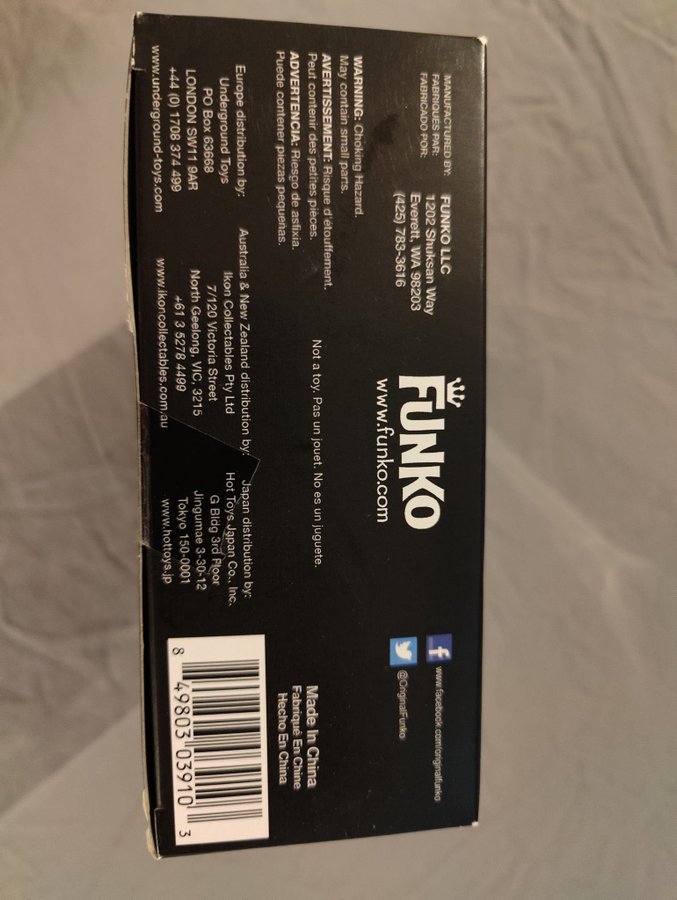 MANUFACTURED BY:
FABRIQUÉS PAR:
FABRICADO POR:
FUNKO LLC
1202 Shuksan Way
Everett, WA 98203
(425) 783-3616
FUNKO
www.funko.com
www.facebook.com/originalfunko
@OriginalFunko
WARNING: Choking Hazard.
May contain small parts.
AVERTISSEMENT: Risque d'étouffement.
Peut contenir des petites pièces.
ADVERTENCIA: Riesgo de asfixia.
Puede contener piezas pequeñas.
Not a toy. Pas un jouet. No es un juguete.
Made In China
Fabriqué En Chine
Hecho En China
Europe distribution by:
Underground Toys
PO Box 63668
LONDON SW11 9AR
+44 (0) 1708 374 499
www.underground-toys.com
Australia & New Zealand distribution by:
Ikon Collectables Pty Ltd
7/120 Victoria Street
North Geelong, VIC, 3215
+61 3 5278 4499
www.ikoncollectables.com.au
Japan distribution by:
Hot Toys Japan Co., Inc.
G Bldg 3rd Floor
Jingumae 3-30-12
Tokyo 150-0001
www.hottoys.jp
8 49803 03910 3